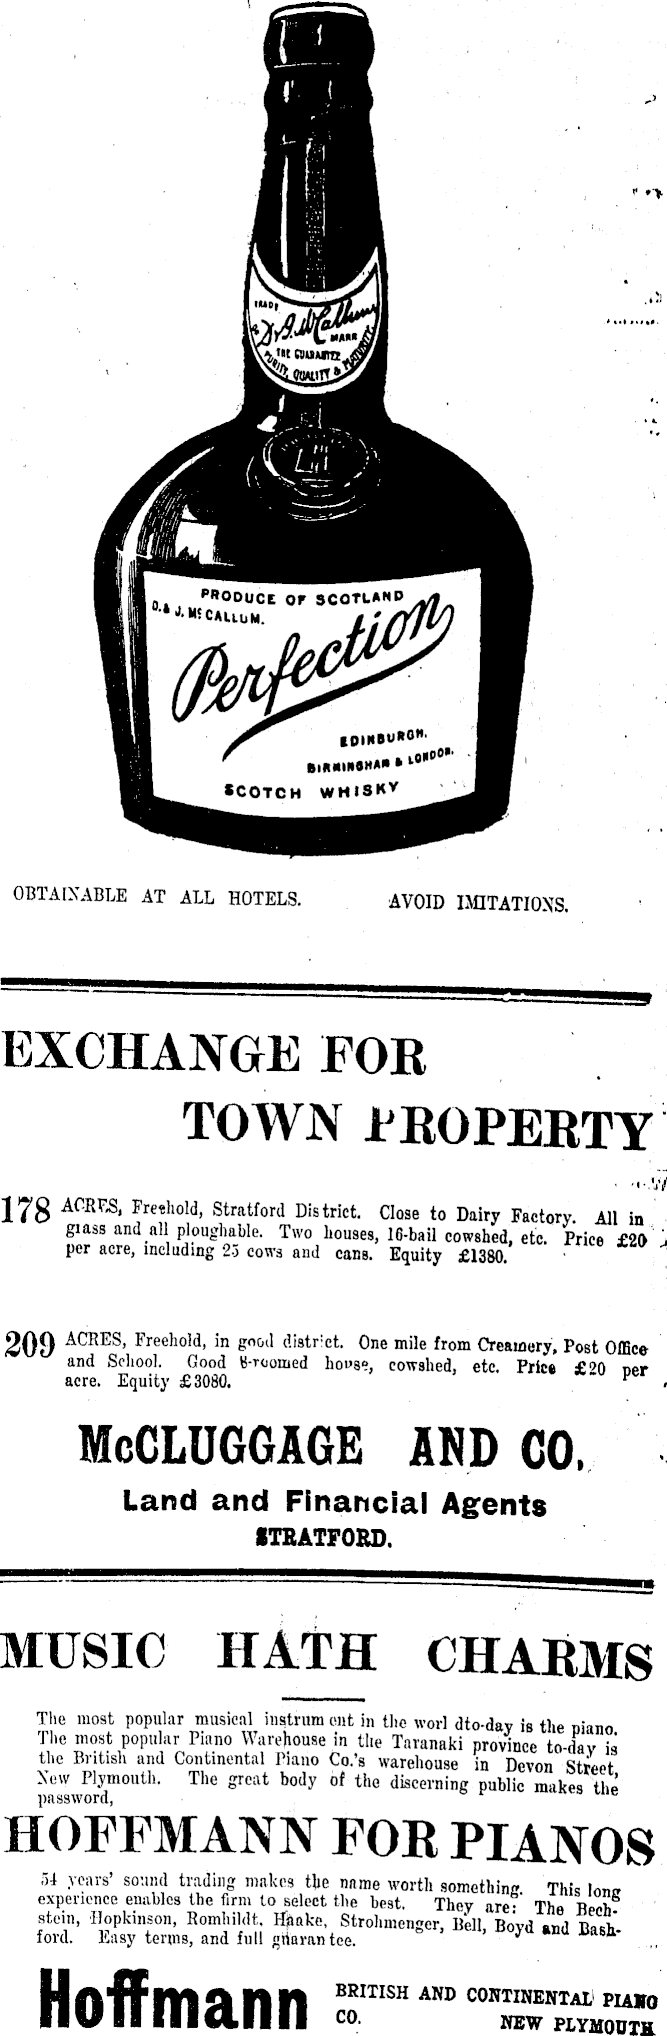 TRADE
D & J. McCallum
MARK
THE GUARANTEE
PURITY, QUALITY & MATURITY.
PRODUCE OF SCOTLAND
D. & J. McCALLUM.
Perfection
EDINBURGH.
BIRMINGHAM & LONDON.
SCOTCH WHISKY
OBTAINABLE AT ALL HOTELS. AVOID IMITATIONS.
EXCHANGE FOR
TOWN PROPERTY
178 ACRES, Freehold, Stratford District. Close to Dairy Factory. All in
grass and all ploughable. Two houses, 16-bail cowshed, etc. Price £20
per acre, including 25 cows and cans. Equity £1380.
209 ACRES, Freehold, in good district. One mile from Creamery, Post Office
and School. Good 8-roomed house, cowshed, etc. Price £20 per
acre. Equity £3080.
McCLUGGAGE AND CO.
Land and Financial Agents
STRATFORD.
MUSIC HATH CHARMS
The most popular musical instrum ent in the worl dto-day is the piano.
The most popular Piano Warehouse in the Taranaki province to-day is
the British and Continental Piano Co.'s warehouse in Devon Street,
New Plymouth. The great body of the discerning public makes the
password,
HOFFMANN FOR PIANOS
54 years' sound trading makes the name worth something. This long
experience enables the firm to select the best. They are: The Bech-
stein, Hopkinson, Romhildt, Haake, Strohmenger, Bell, Boyd and Bash-
ford. Easy terms, and full guaran tee.
Hoffmann BRITISH AND CONTINENTAL PIANO
CO. NEW PLYMOUTH